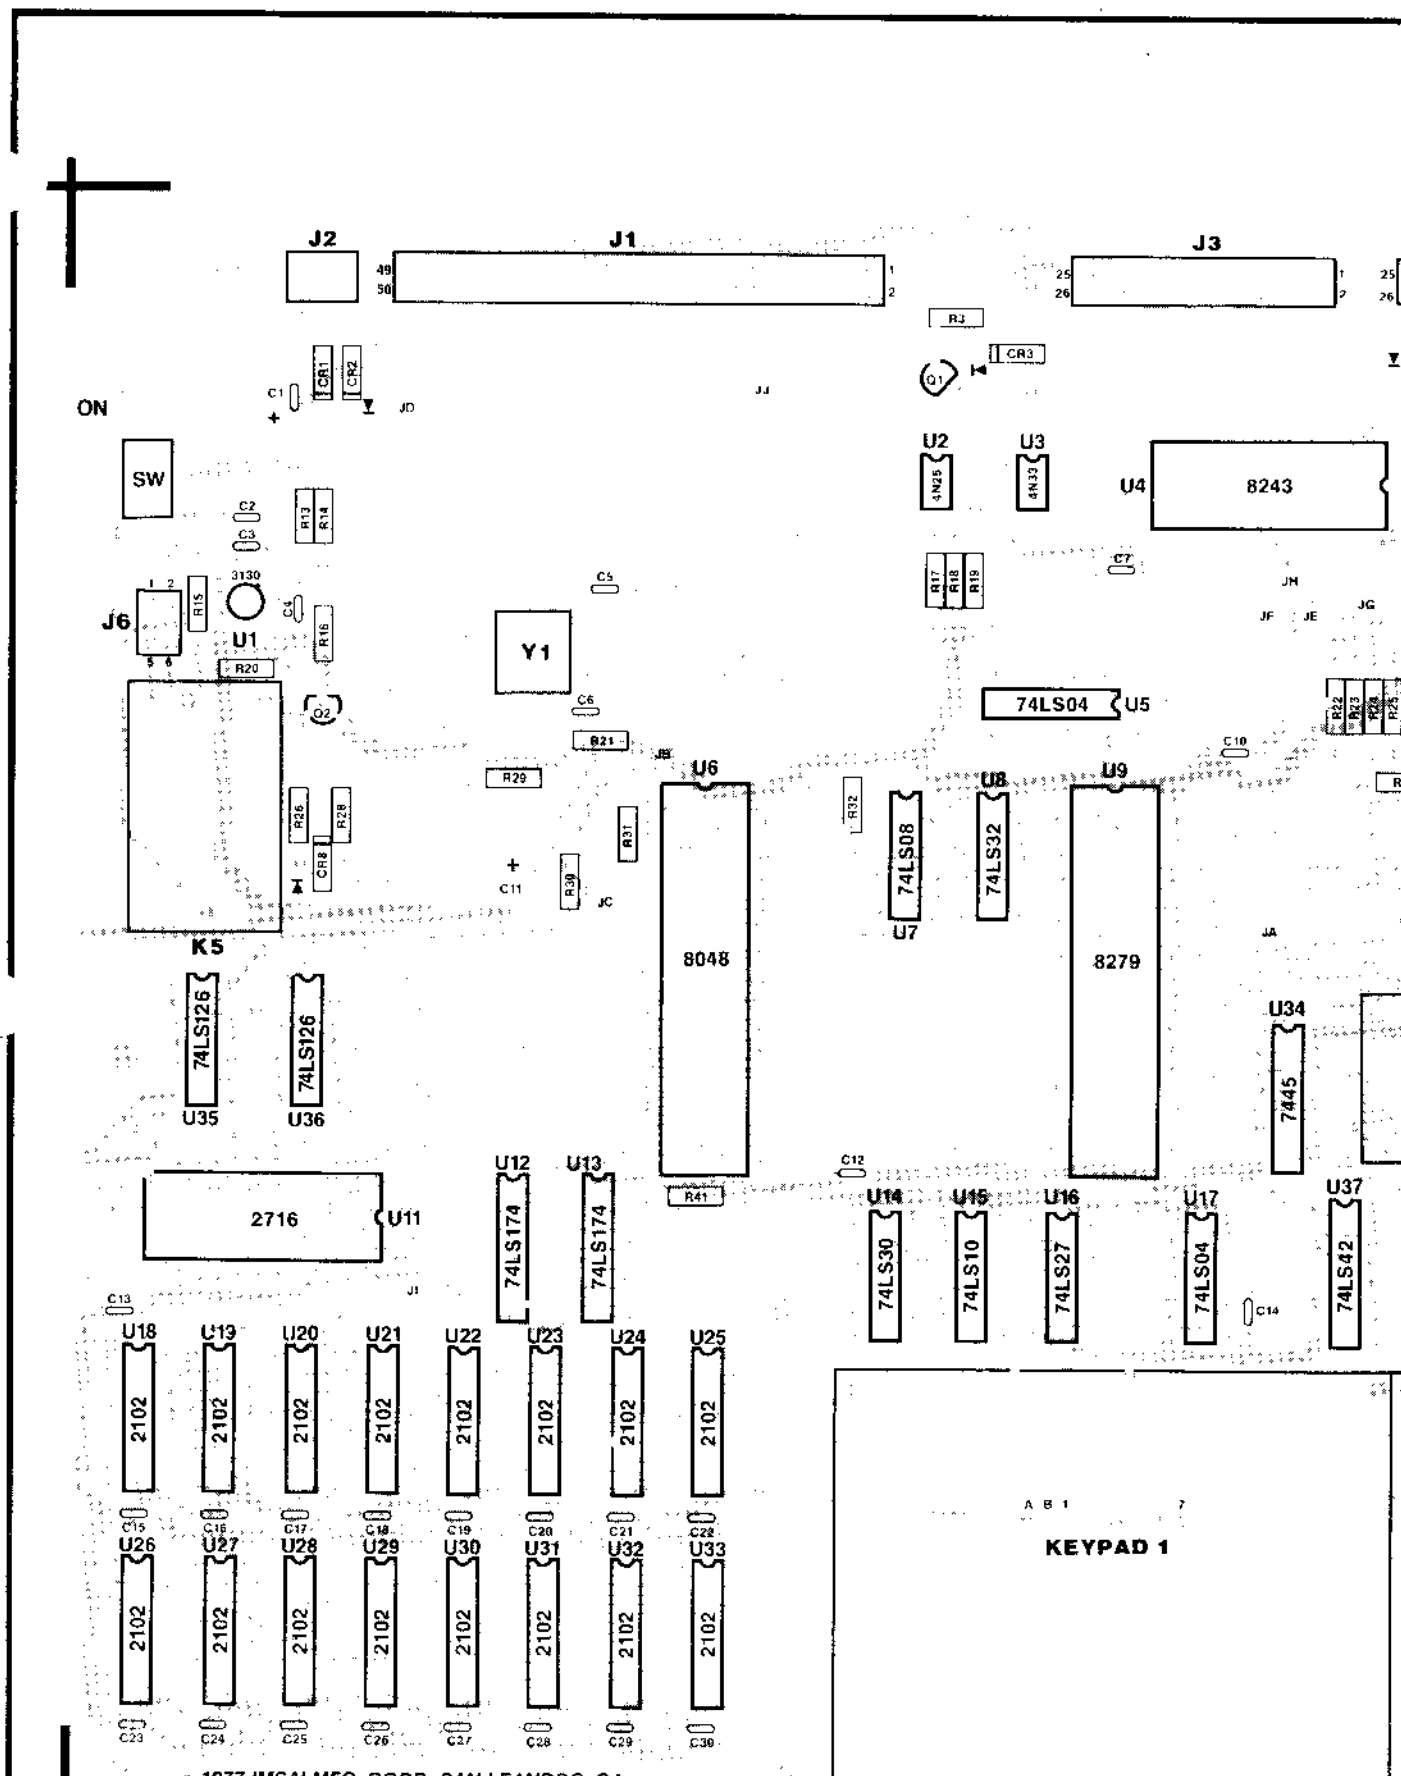 J2 J1 J3
49 1 25 1 25
50 2 26 2 26
R3
CR1 CR2 Q1 CR3
C1 JJ
+ JD
ON
U2 U3
SW 4N25 4N33 U4 8243
C2 R13 R14
C3
R17 R18 R19 C7
1 2 R15 3130 C4 C5 JH
J6 U1 R16 JF JE JG
5 6 R20 Y1
Q2 C6 74LS04 U5 R22 R23 R24 R25
R21 JB C10
R29 U6 U8 U9
R26 R28 R31 R32 74LS08 74LS32
CR8 + C11 R30 JC
K5 U7 JA
8048 8279
74LS126 74LS126 U34
U35 U36 7445
U12 U13 C12
R41 U14 U15 U16 U17 U37
2716 U11 74LS174 74LS174 74LS30 74LS10 74LS27 74LS04 74LS42
C13 JI C14
U18 U19 U20 U21 U22 U23 U24 U25
2102 2102 2102 2102 2102 2102 2102 2102
C15 C16 C17 C18 C19 C20 C21 C22
A B 1 7
KEYPAD 1
U26 U27 U28 U29 U30 U31 U32 U33
2102 2102 2102 2102 2102 2102 2102 2102
C23 C24 C25 C26 C27 C28 C29 C30